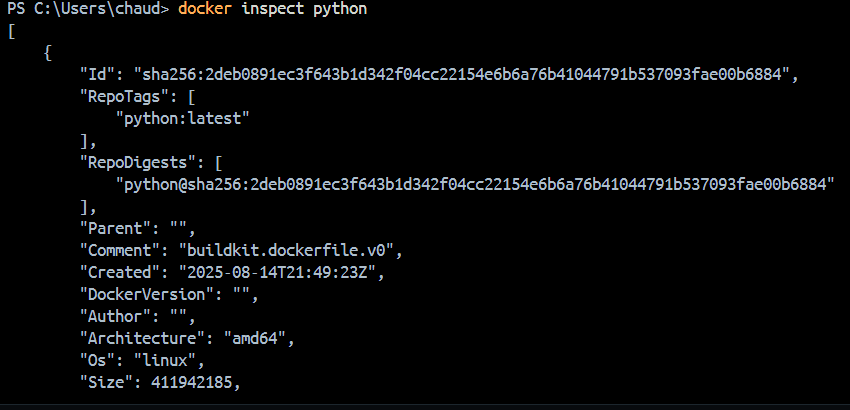 PS C:\Users\chaud> docker inspect python
[
    {
        "Id": "sha256:2deb0891ec3f643b1d342f04cc22154e6b6a76b41044791b537093fae00b6884",
        "RepoTags": [
            "python:latest"
        ],
        "RepoDigests": [
            "python@sha256:2deb0891ec3f643b1d342f04cc22154e6b6a76b41044791b537093fae00b6884"
        ],
        "Parent": "",
        "Comment": "buildkit.dockerfile.v0",
        "Created": "2025-08-14T21:49:23Z",
        "DockerVersion": "",
        "Author": "",
        "Architecture": "amd64",
        "Os": "linux",
        "Size": 411942185,